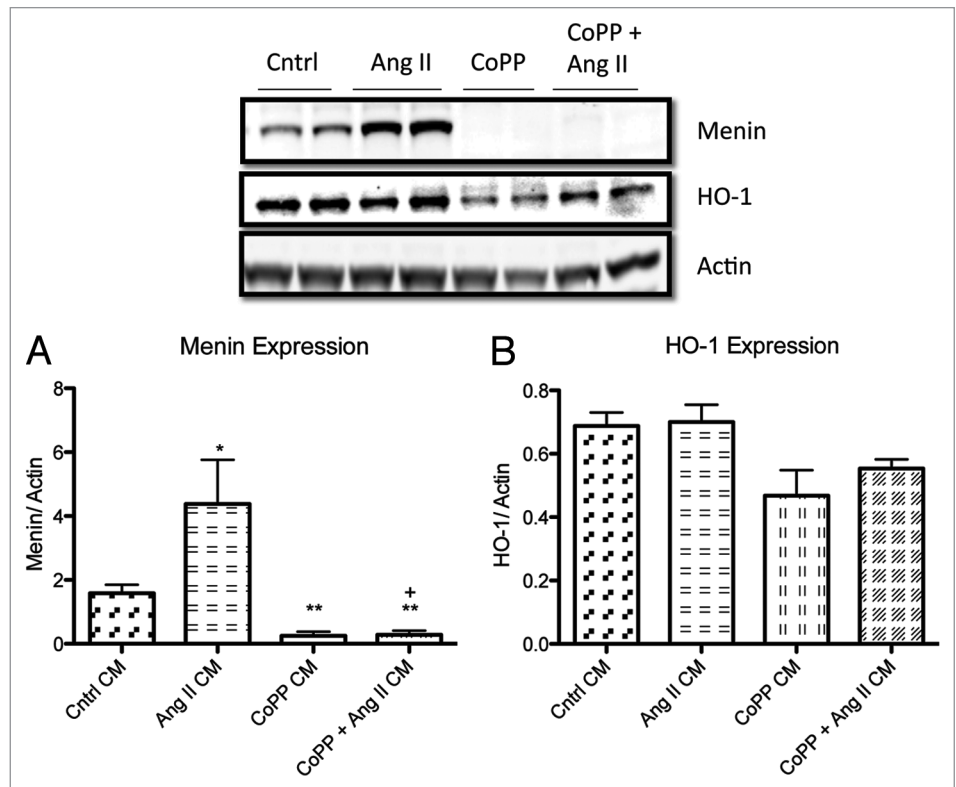 Cntrl
Ang II
CoPP
CoPP +
Ang II
Menin
HO-1
Actin
A
Menin Expression
Menin/ Actin
8
6
4
2
0
*
**
+
**
Cntrl CM
Ang II CM
CoPP CM
CoPP + Ang II CM
B
HO-1 Expression
HO-1/ Actin
0.8
0.6
0.4
0.2
0.0
Cntrl CM
Ang II CM
CoPP CM
CoPP + Ang II CM